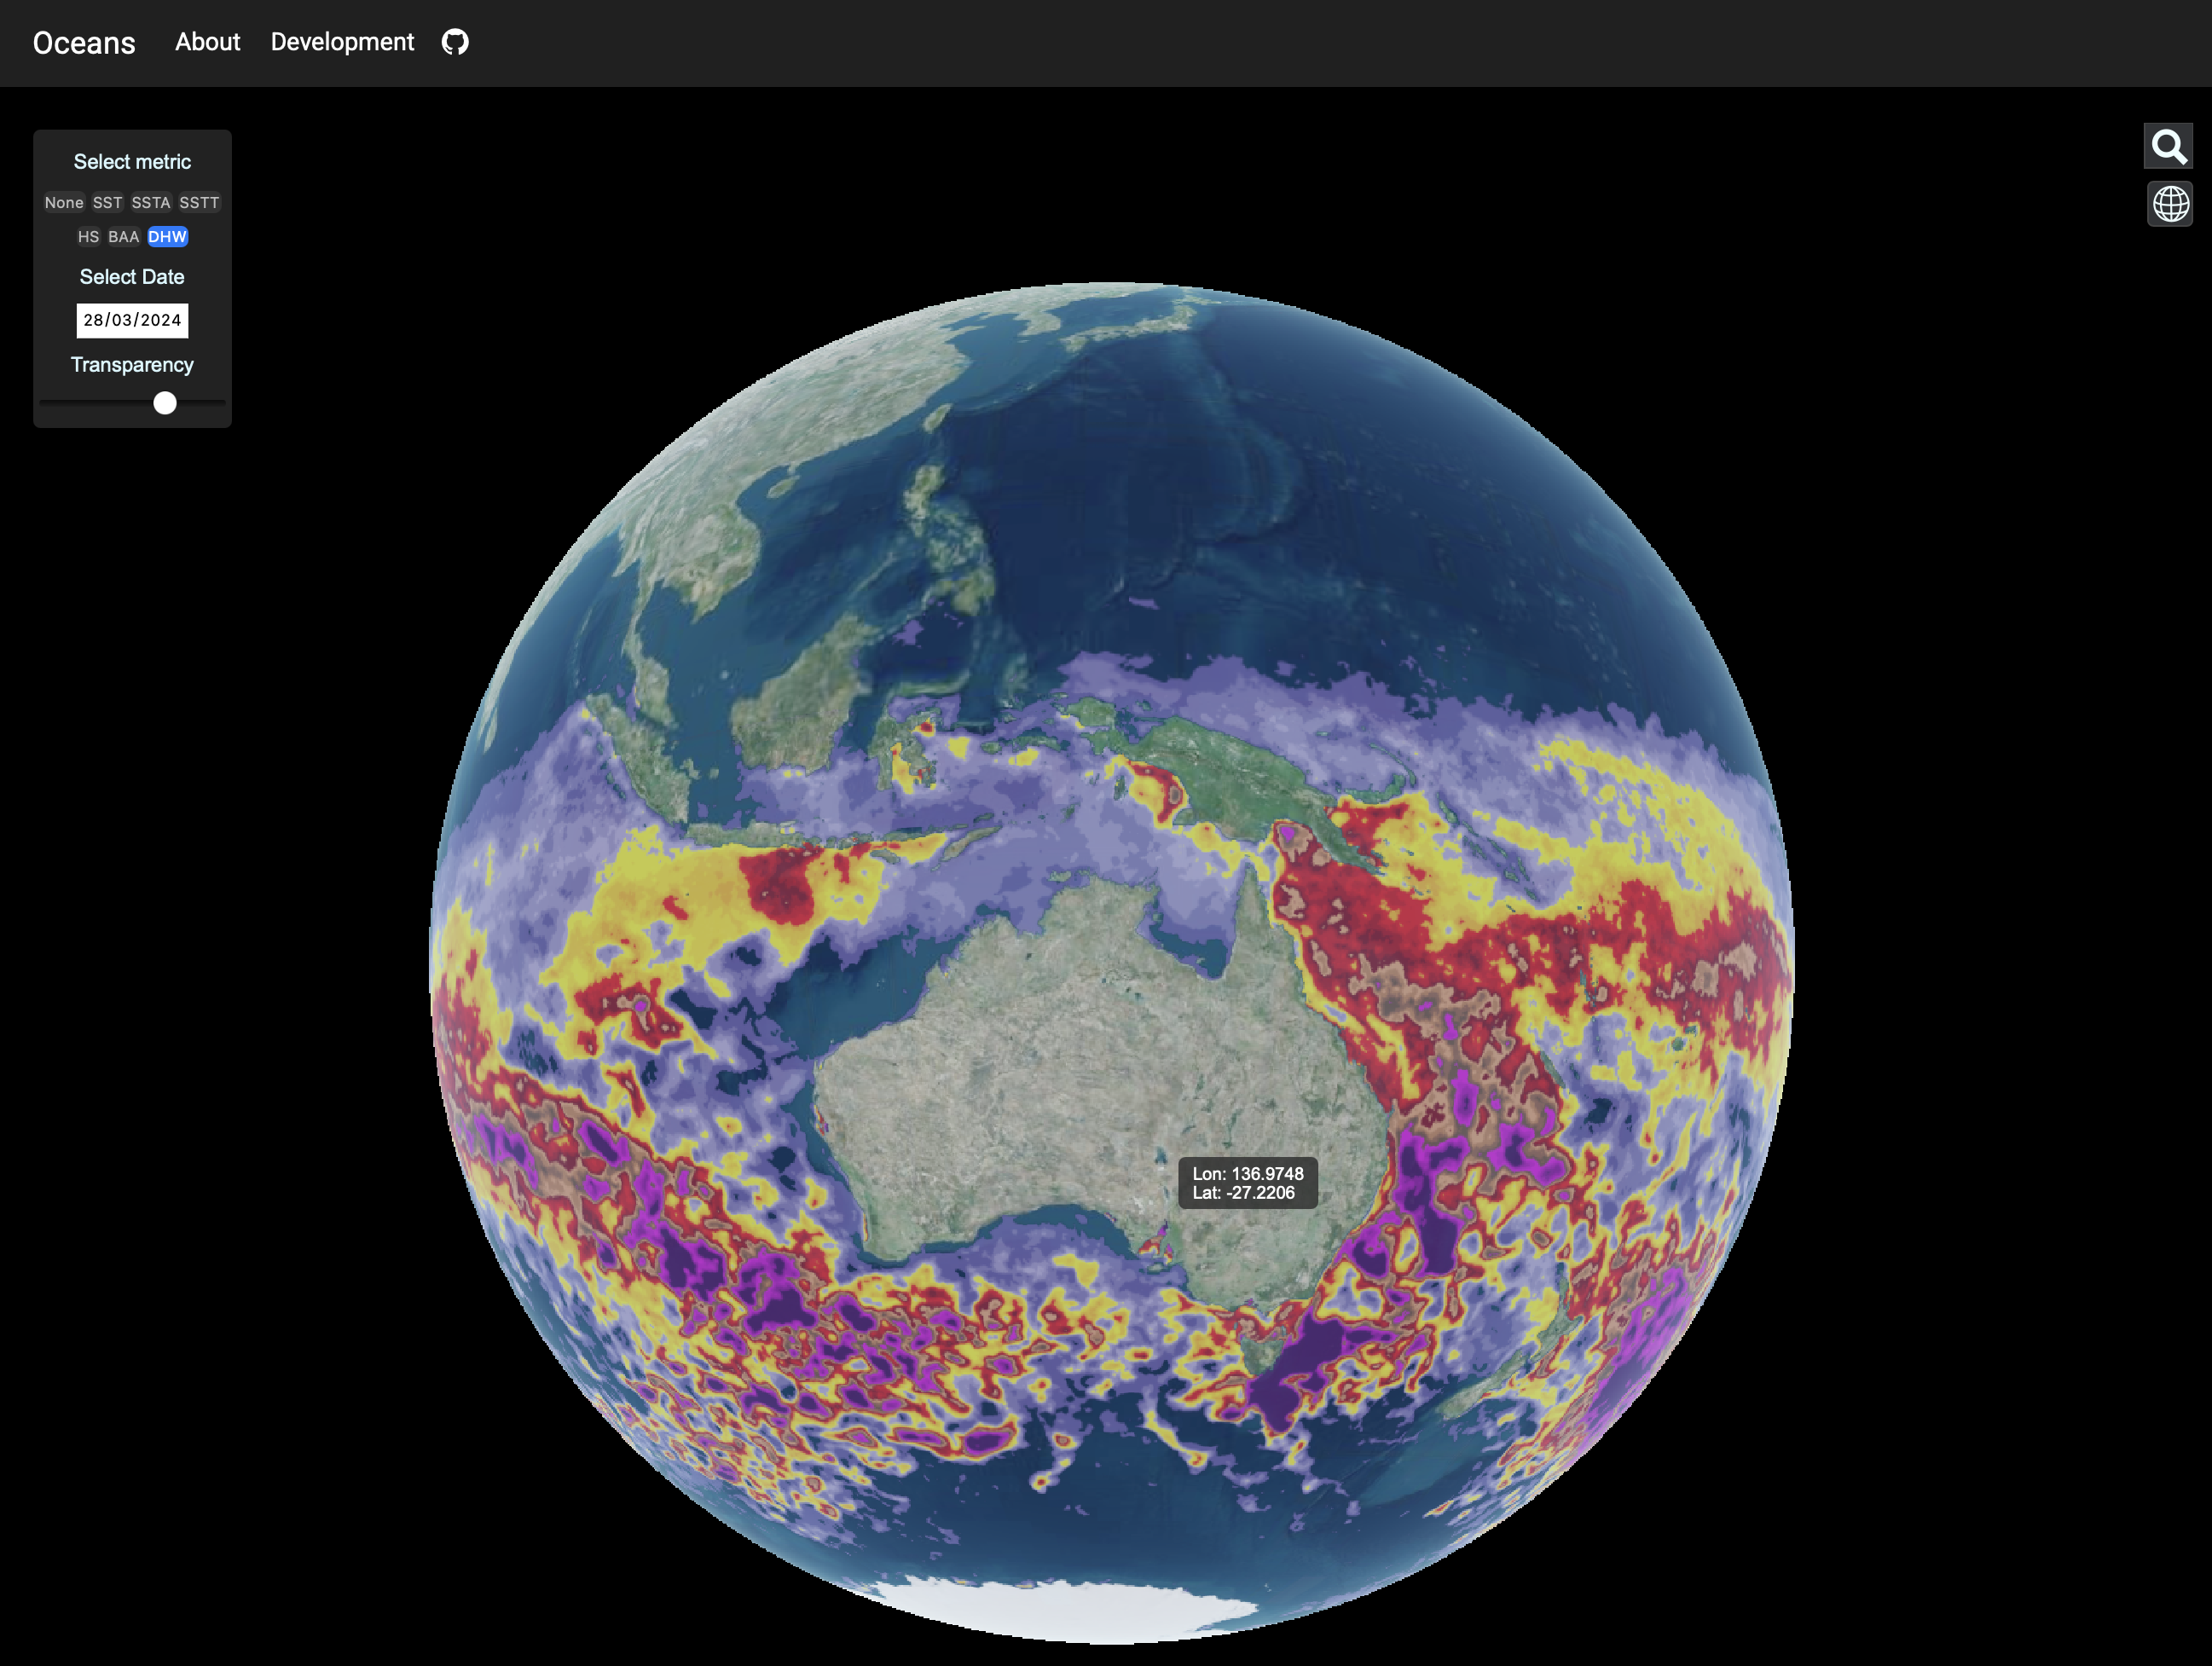 Oceans About Development
Select metric
None SST SSTA SSTT
HS BAA DHW
Select Date
28/03/2024
Transparency
Lon: 136.9748
Lat: -27.2206